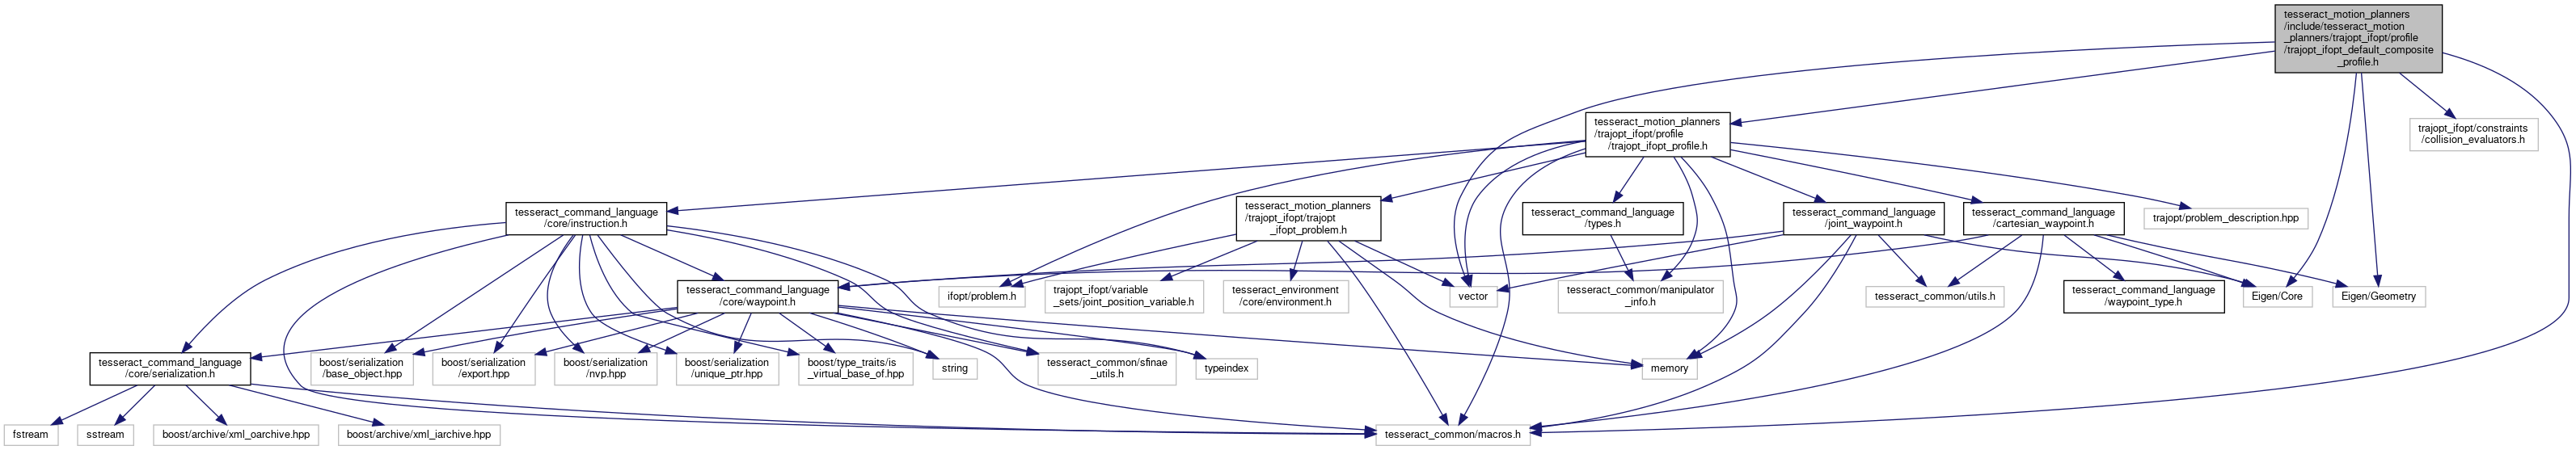 tesseract_motion_planners
/include/tesseract_motion
_planners/trajopt_ifopt/profile
/trajopt_ifopt_default_composite
_profile.h
tesseract_motion_planners
/trajopt_ifopt/profile
/trajopt_ifopt_profile.h
trajopt_ifopt/constraints
/collision_evaluators.h
tesseract_command_language
/core/instruction.h
tesseract_motion_planners
/trajopt_ifopt/trajopt
_ifopt_problem.h
tesseract_command_language
/types.h
tesseract_command_language
/joint_waypoint.h
tesseract_command_language
/cartesian_waypoint.h
trajopt/problem_description.hpp
tesseract_command_language
/core/waypoint.h
ifopt/problem.h
trajopt_ifopt/variable
_sets/joint_position_variable.h
tesseract_environment
/core/environment.h
vector
tesseract_common/manipulator
_info.h
tesseract_common/utils.h
tesseract_command_language
/waypoint_type.h
Eigen/Core
Eigen/Geometry
tesseract_command_language
/core/serialization.h
boost/serialization
/base_object.hpp
boost/serialization
/export.hpp
boost/serialization
/nvp.hpp
boost/serialization
/unique_ptr.hpp
boost/type_traits/is
_virtual_base_of.hpp
string
tesseract_common/sfinae
_utils.h
typeindex
memory
fstream
sstream
boost/archive/xml_oarchive.hpp
boost/archive/xml_iarchive.hpp
tesseract_common/macros.h